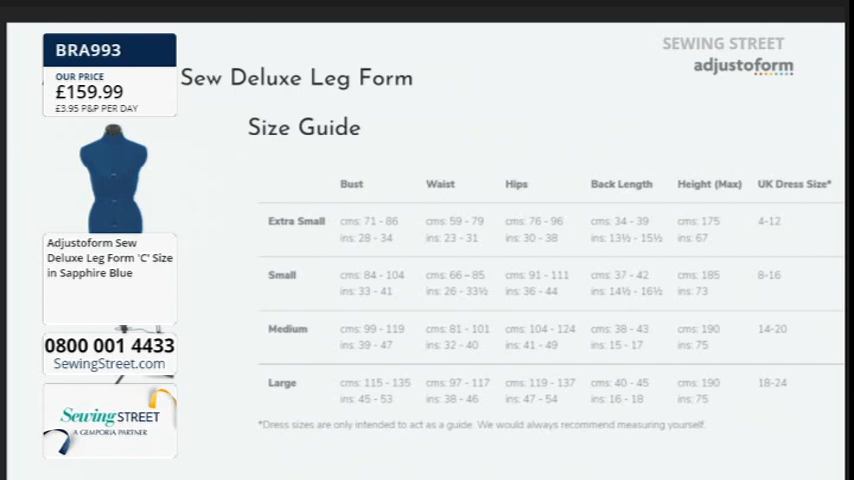 BRA993
OUR PRICE
£159.99
£3.95 P&P PER DAY
Adjustoform Sew
Deluxe Leg Form 'C' Size
in Sapphire Blue
0800 001 4433
SewingStreet.com
Sewing STREET
A GEMPORIA PARTNER
SEWING STREET
adjustoform
Sew Deluxe Leg Form
Size Guide
Bust Waist Hips Back Length Height (Max) UK Dress Size*
Extra Small cms: 71 - 86 cms: 59 - 79 cms: 76 - 96 cms: 34 - 39 cms: 175 4-12
ins: 28 - 34 ins: 23 - 31 ins: 30 - 38 ins: 13½ - 15½ ins: 67
Small cms: 84 - 104 cms: 66 – 85 cms: 91 - 111 cms: 37 - 42 cms: 185 8-16
ins: 33 - 41 ins: 26 - 33½ ins: 36 - 44 ins: 14½ - 16½ ins: 73
Medium cms: 99 - 119 cms: 81 - 101 cms: 104 - 124 cms: 38 - 43 cms: 190 14-20
ins: 39 - 47 ins: 32 - 40 ins: 41 - 49 ins: 15 - 17 ins: 75
Large cms: 115 - 135 cms: 97 - 117 cms: 119 - 137 cms: 40 - 45 cms: 190 18-24
ins: 45 - 53 ins: 38 - 46 ins: 47 - 54 ins: 16 - 18 ins: 75
*Dress sizes are only intended to act as a guide. We would always recommend measuring yourself.